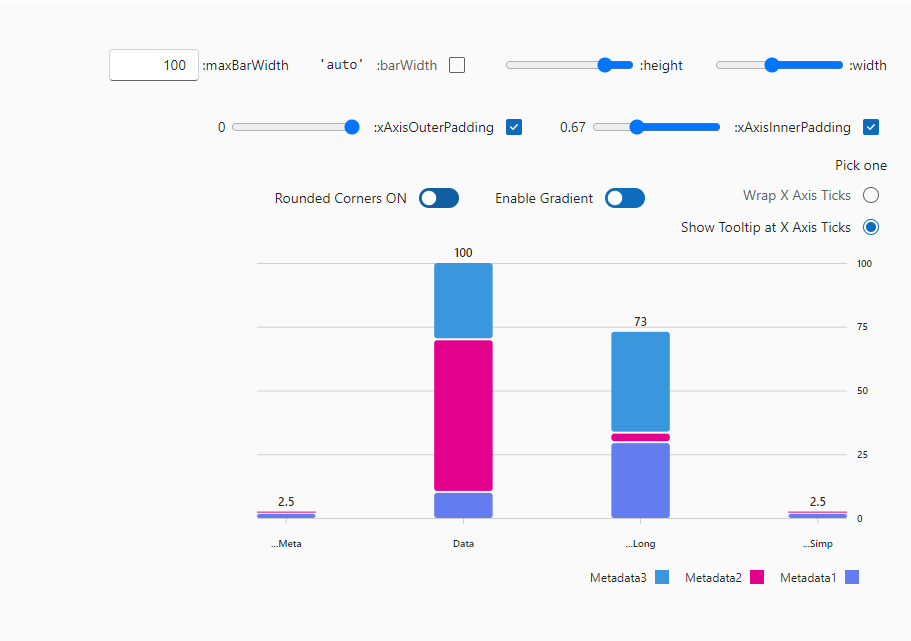 100 :maxBarWidth 'auto' :barWidth :height :width
0 :xAxisOuterPadding 0.67 :xAxisInnerPadding
Pick one
Rounded Corners ON Enable Gradient Wrap X Axis Ticks
Show Tooltip at X Axis Ticks
100
100
75
73
50
25
2.5
2.5
0
...Meta Data ...Long ...Simp
Metadata3 Metadata2 Metadata1